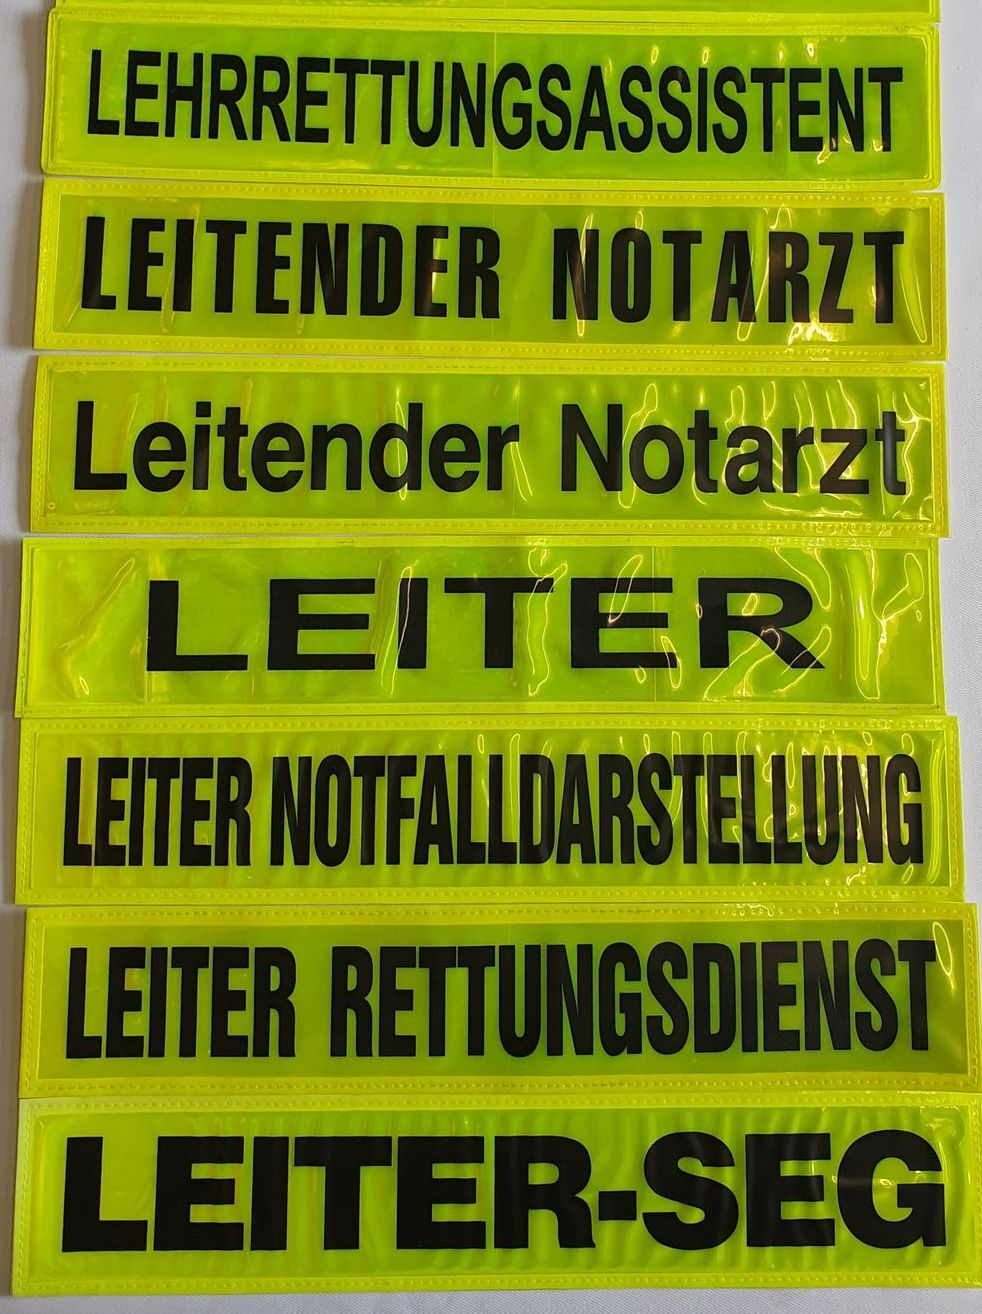 LEHRRETTUNGSASSISTENT
LEITENDER NOTARZT
Leitender Notarzt
LEITER
LEITER NOTFALLDARSTELLUNG
LEITER RETTUNGSDIENST
LEITER-SEG